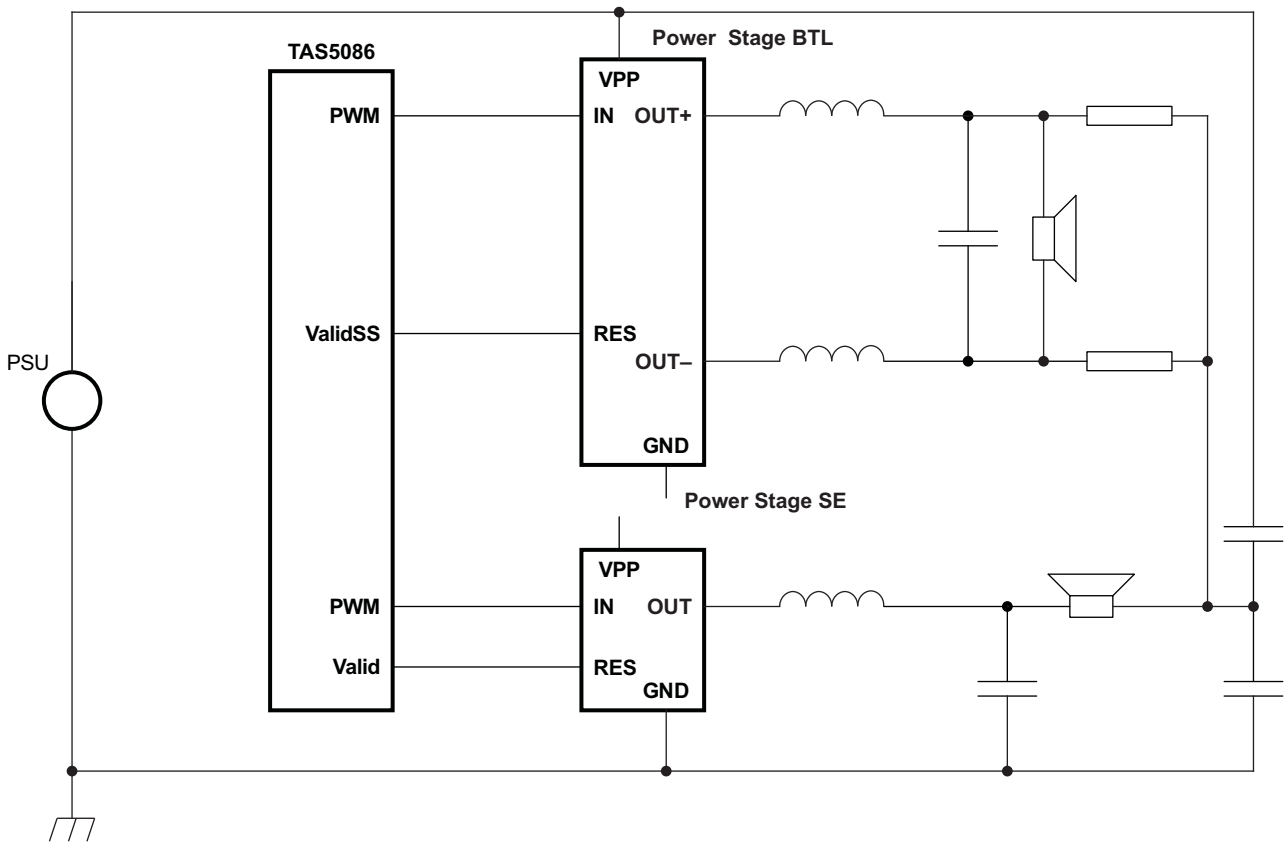 Power Stage BTL
TAS5086
VPP
PWM
IN OUT+
ValidSS
RES
OUT–
PSU
GND
Power Stage SE
VPP
PWM
IN OUT
Valid
RES
GND